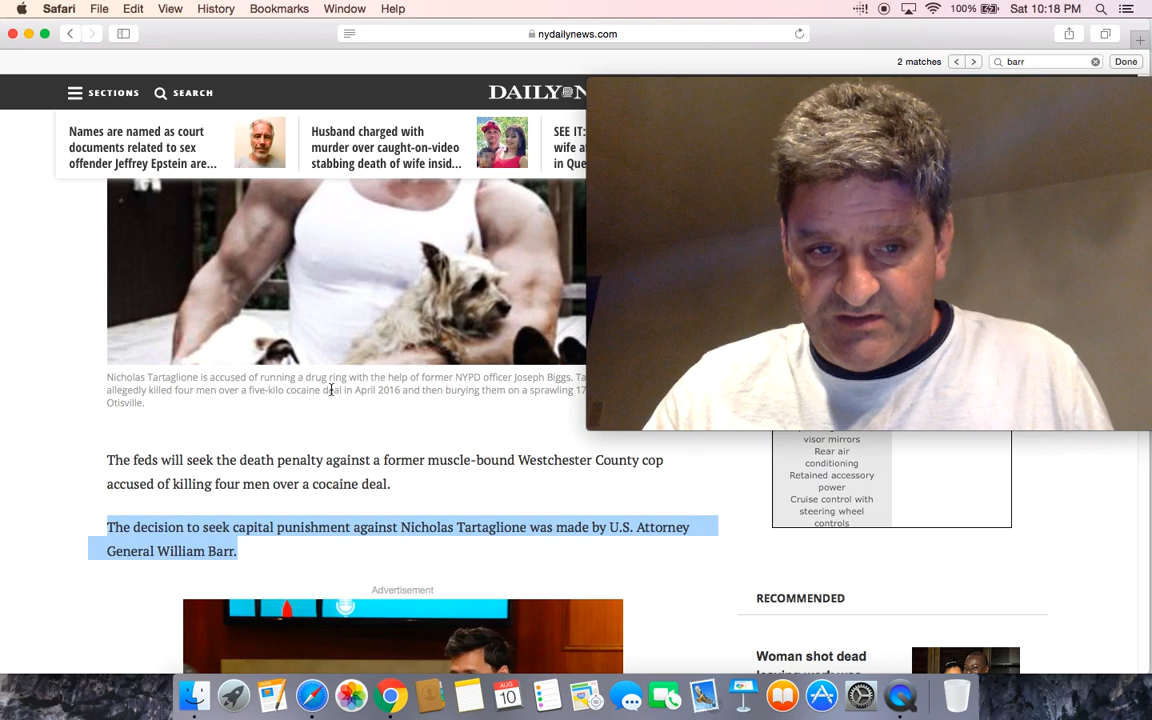 Safari File Edit View History Bookmarks Window Help 100% Sat 10:18 PM
nydailynews.com
2 matches barr Done
SECTIONS SEARCH DAILY N
Names are named as court
documents related to sex
offender Jeffrey Epstein are...
Husband charged with
murder over caught-on-video
stabbing death of wife insid...
SEE IT:
wife a
in Que
Nicholas Tartaglione is accused of running a drug ring with the help of former NYPD officer Joseph Biggs. Ta
allegedly killed four men over a five-kilo cocaine deal in April 2016 and then burying them on a sprawling 17
Otisville.
The feds will seek the death penalty against a former muscle-bound Westchester County cop
accused of killing four men over a cocaine deal.
The decision to seek capital punishment against Nicholas Tartaglione was made by U.S. Attorney
General William Barr.
Advertisement
visor mirrors
Rear air
conditioning
Retained accessory
power
Cruise control with
steering wheel
controls
RECOMMENDED
Woman shot dead
AUG
10